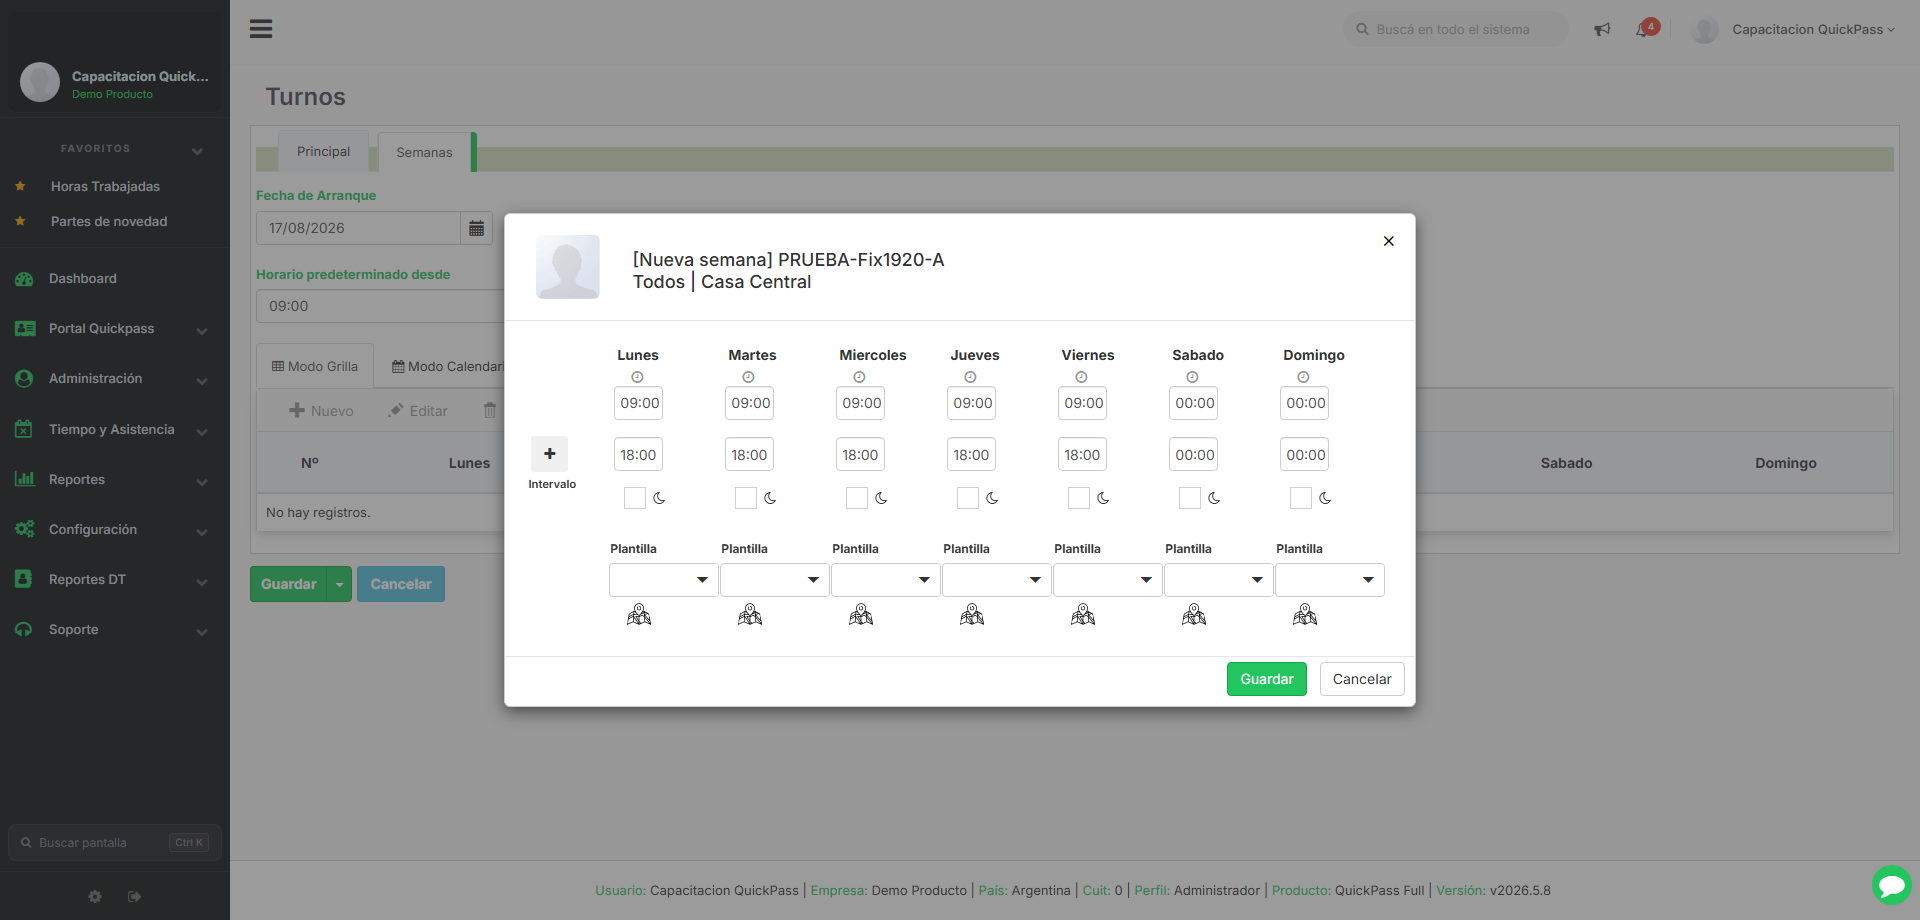 Capacitacion Quick...
Demo Producto
FAVORITOS
Horas Trabajadas
Partes de novedad
Dashboard
Portal Quickpass
Administración
Tiempo y Asistencia
Reportes
Configuración
Reportes DT
Soporte
Buscar pantalla
Ctrl K
Buscá en todo el sistema
4
Capacitacion QuickPass
Turnos
Principal
Semanas
Fecha de Arranque
17/08/2026
Horario predeterminado desde
09:00
Modo Grilla
Modo Calendari
Nuevo
Editar
Nº
Lunes
Sabado
Domingo
No hay registros.
Guardar
Cancelar
[Nueva semana] PRUEBA-Fix1920-A
Todos | Casa Central
Lunes Martes Miercoles Jueves Viernes Sabado Domingo
09:00 09:00 09:00 09:00 09:00 00:00 00:00
18:00 18:00 18:00 18:00 18:00 00:00 00:00
Intervalo
Plantilla Plantilla Plantilla Plantilla Plantilla Plantilla Plantilla
Guardar
Cancelar
Usuario: Capacitacion QuickPass | Empresa: Demo Producto | Pais: Argentina | Cuit: 0 | Perfil: Administrador | Producto: QuickPass Full | Versión: v2026.5.8